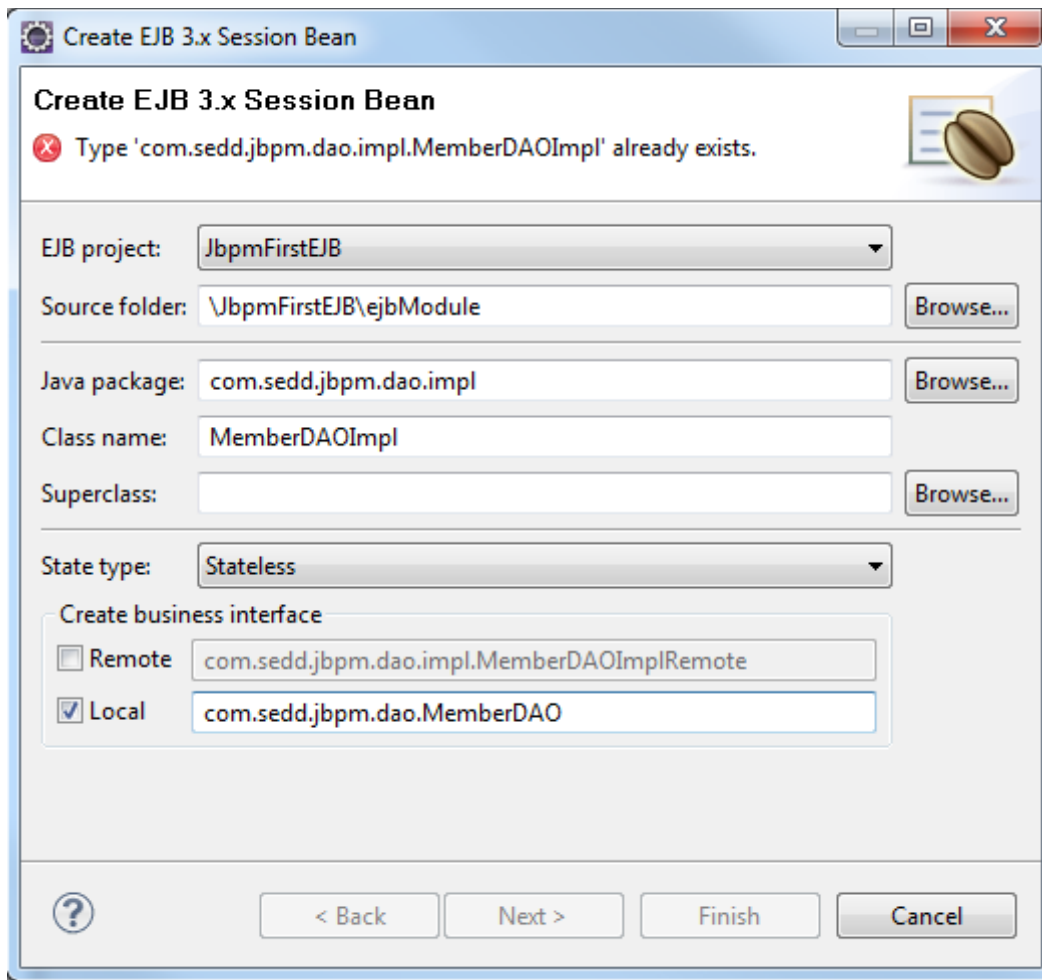 Create EJB 3.x Session Bean
Create EJB 3.x Session Bean
Type 'com.sedd.jbpm.dao.impl.MemberDAOImpl' already exists.
EJB project: JbpmFirstEJB
Source folder: \JbpmFirstEJB\ejbModule Browse...
Java package: com.sedd.jbpm.dao.impl Browse...
Class name: MemberDAOImpl
Superclass: Browse...
State type: Stateless
Create business interface
Remote com.sedd.jbpm.dao.impl.MemberDAOImplRemote
Local com.sedd.jbpm.dao.MemberDAO
? < Back Next > Finish Cancel